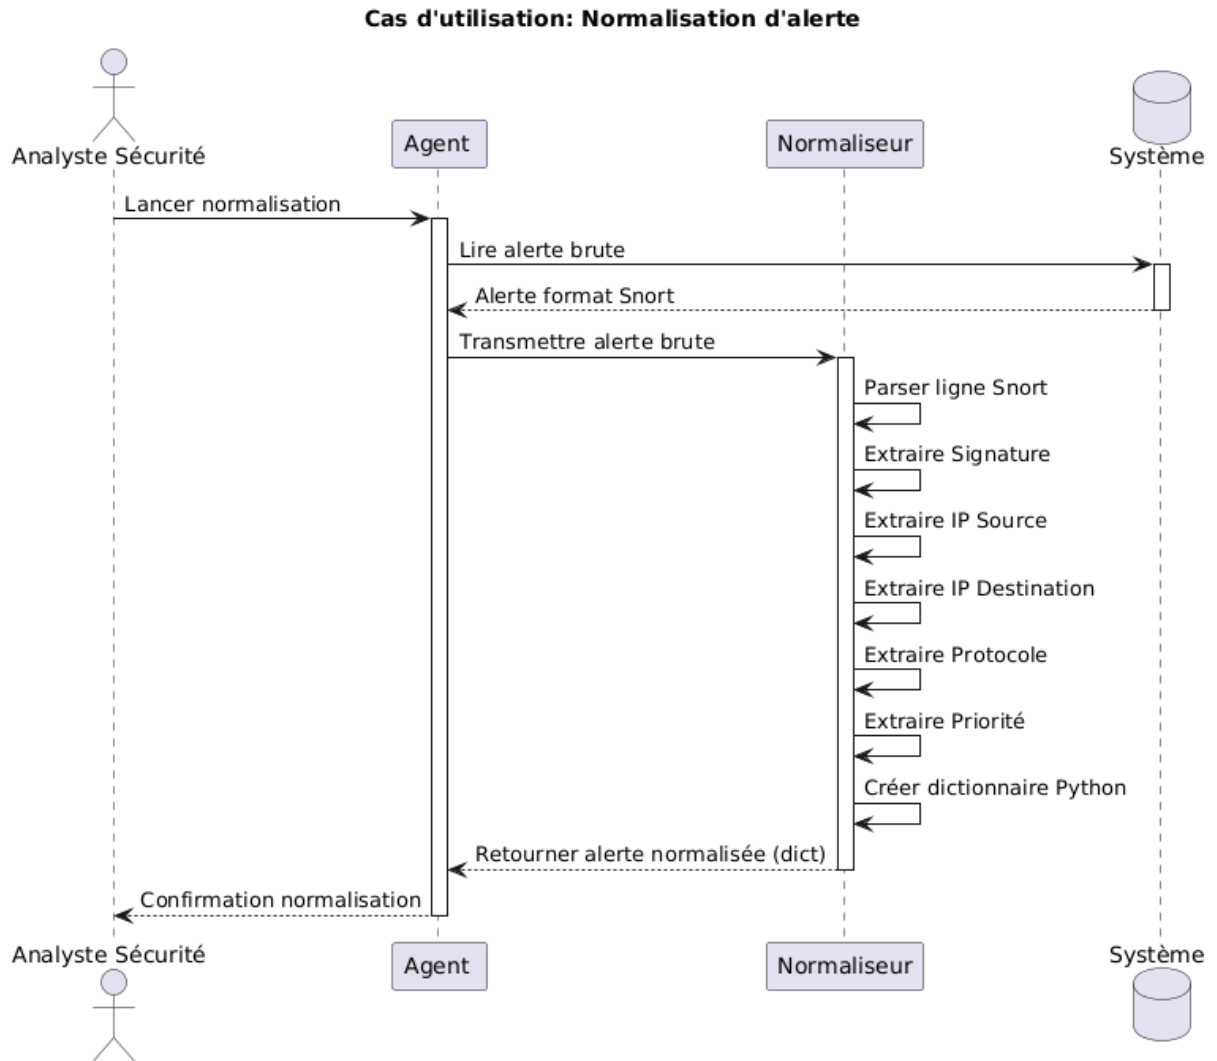 Cas d'utilisation: Normalisation d'alerte
Analyste Sécurité
Agent
Normaliseur
Système
Lancer normalisation
Lire alerte brute
Alerte format Snort
Transmettre alerte brute
Parser ligne Snort
Extraire Signature
Extraire IP Source
Extraire IP Destination
Extraire Protocole
Extraire Priorité
Créer dictionnaire Python
Retourner alerte normalisée (dict)
Confirmation normalisation
Analyste Sécurité
Agent
Normaliseur
Système